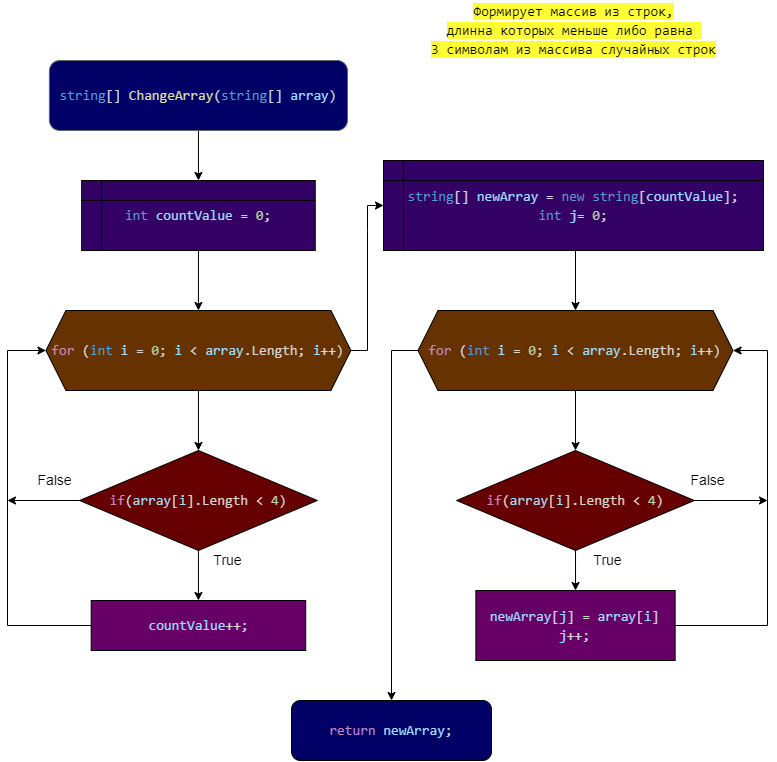 Формирует массив из строк,
длинна которых меньше либо равна
3 символам из массива случайных строк
string[] ChangeArray(string[] array)
int countValue = 0;
for (int i = 0; i < array.Length; i++)
if(array[i].Length < 4)
False
True
countValue++;
string[] newArray = new string[countValue];
int j= 0;
for (int i = 0; i < array.Length; i++)
if(array[i].Length < 4)
False
True
newArray[j] = array[i]
j++;
return newArray;